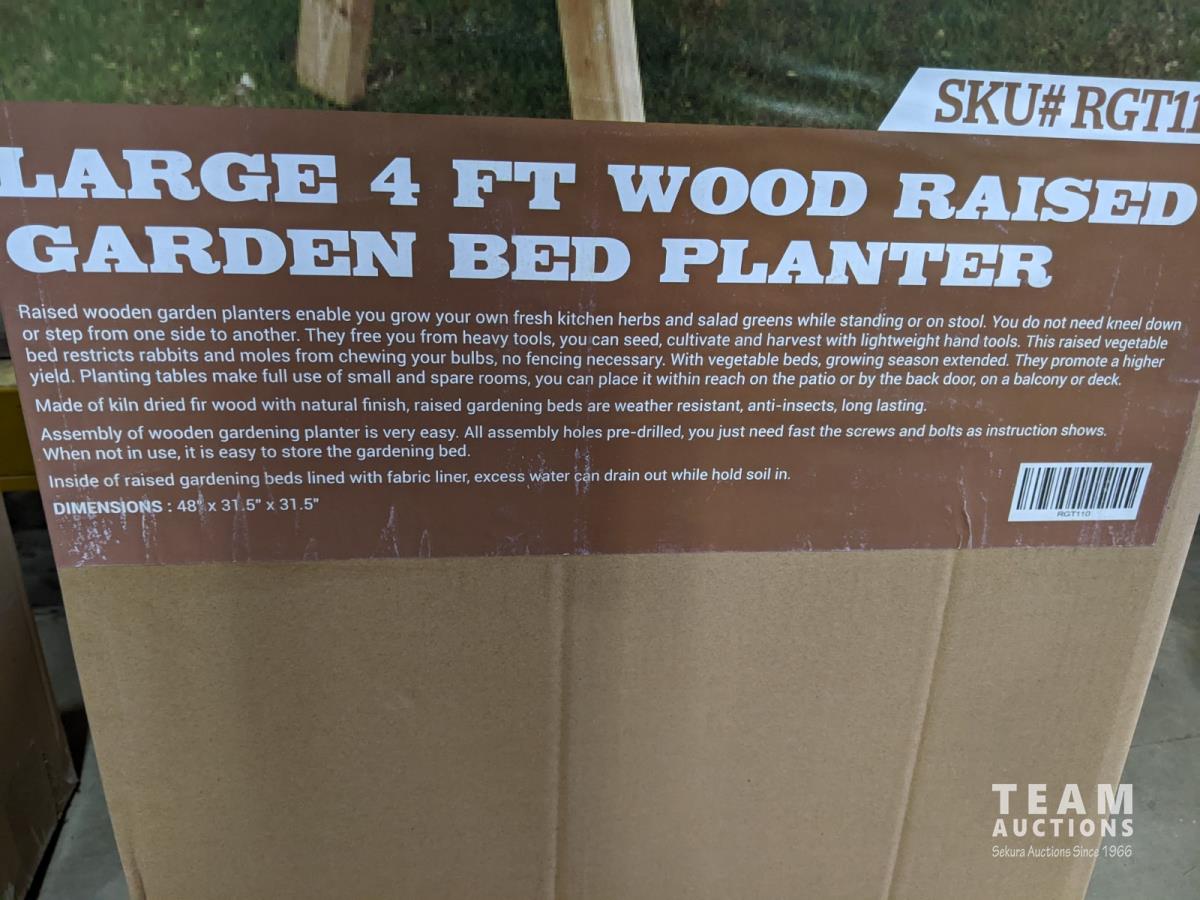 SKU# RGT11
LARGE 4 FT WOOD RAISED
GARDEN BED PLANTER
Raised wooden garden planters enable you grow your own fresh kitchen herbs and salad greens while standing or on stool. You do not need kneel down
or step from one side to another. They free you from heavy tools, you can seed, cultivate and harvest with lightweight hand tools. This raised vegetable
bed restricts rabbits and moles from chewing your bulbs, no fencing necessary. With vegetable beds, growing season extended. They promote a higher
yield. Planting tables make full use of small and spare rooms, you can place it within reach on the patio or by the back door, on a balcony or deck.
Made of kiln dried fir wood with natural finish, raised gardening beds are weather resistant, anti-insects, long lasting.
Assembly of wooden gardening planter is very easy. All assembly holes pre-drilled, you just need fast the screws and bolts as instruction shows.
When not in use, it is easy to store the gardening bed.
Inside of raised gardening beds lined with fabric liner, excess water can drain out while hold soil in.
DIMENSIONS : 48" x 31.5" x 31.5"
RGT110
TEAM
AUCTIONS
Sekura Auctions Since 1966